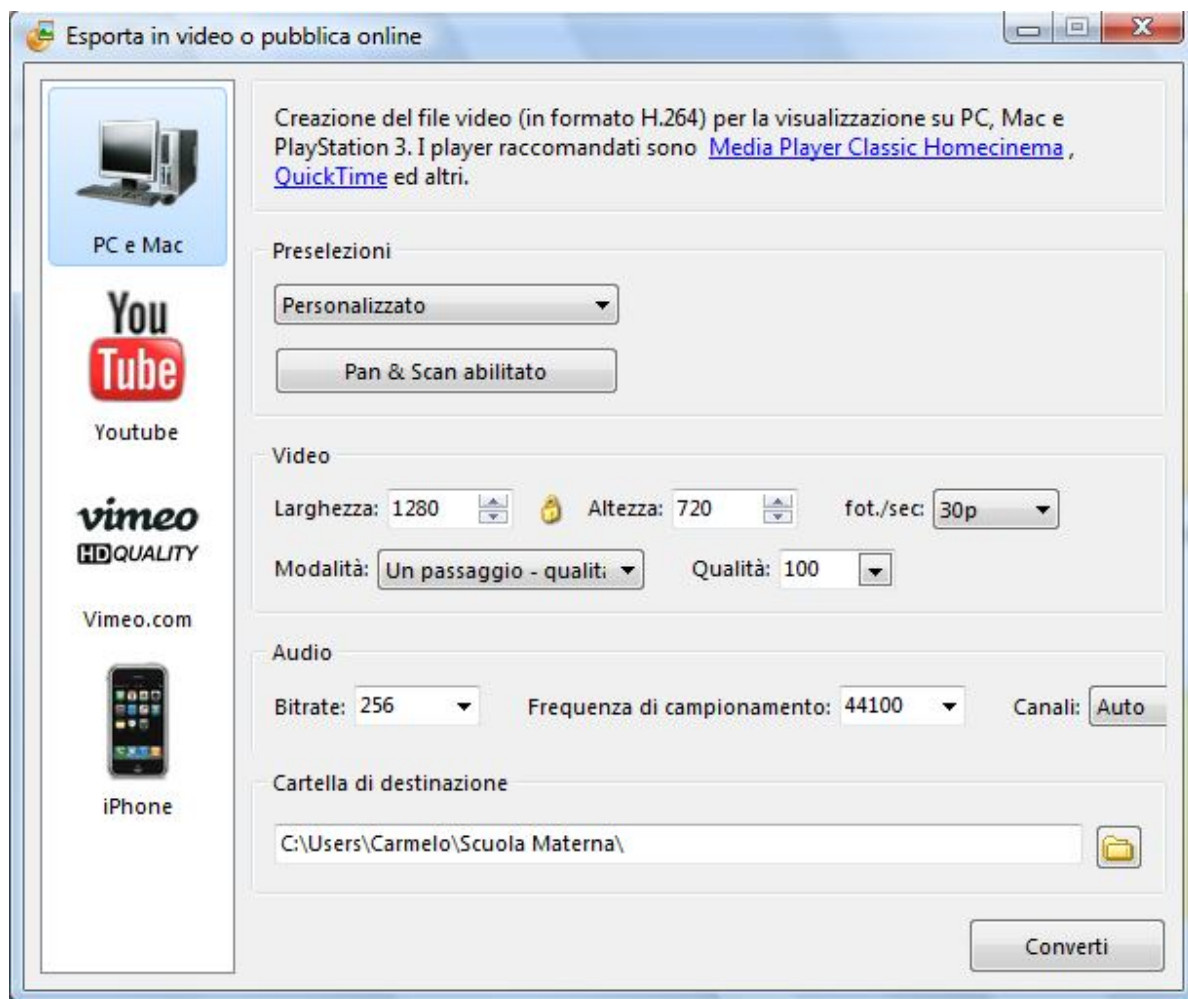 Esporta in video o pubblica online
Creazione del file video (in formato H.264) per la visualizzazione su PC, Mac e
PlayStation 3. I player raccomandati sono Media Player Classic Homecinema ,
QuickTime ed altri.
PC e Mac
You
Tube
Youtube
vimeo
HD QUALITY
Vimeo.com
iPhone
Preselezioni
Personalizzato
Pan & Scan abilitato
Video
Larghezza: 1280 Altezza: 720 fot./sec: 30p
Modalità: Un passaggio - qualit Qualità: 100
Audio
Bitrate: 256 Frequenza di campionamento: 44100 Canali: Auto
Cartella di destinazione
C:\Users\Carmelo\Scuola Materna\
Converti